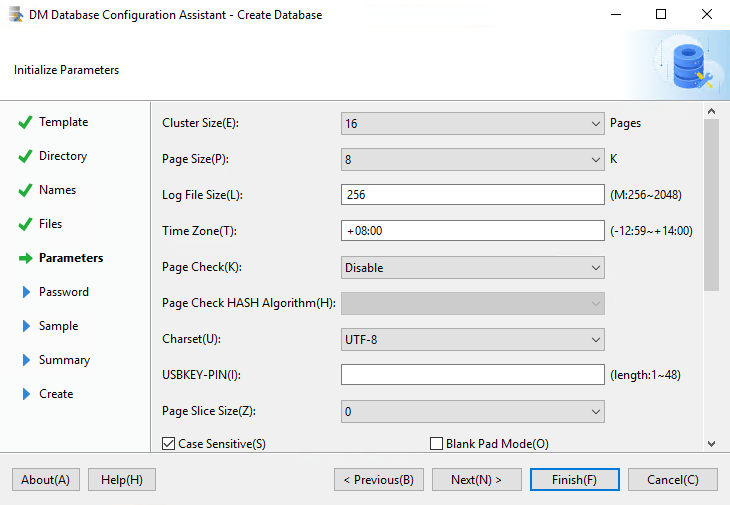 DM Database Configuration Assistant - Create Database
Initialize Parameters
Template
Directory
Names
Files
Parameters
Password
Sample
Summary
Create
Cluster Size(E): 16 Pages
Page Size(P): 8 K
Log File Size(L): 256 (M:256~2048)
Time Zone(T): +08:00 (-12:59~+14:00)
Page Check(K): Disable
Page Check HASH Algorithm(H):
Charset(U): UTF-8
USBKEY-PIN(I): (length:1~48)
Page Slice Size(Z): 0
Case Sensitive(S) Blank Pad Mode(O)
About(A) Help(H) < Previous(B) Next(N) > Finish(F) Cancel(C)